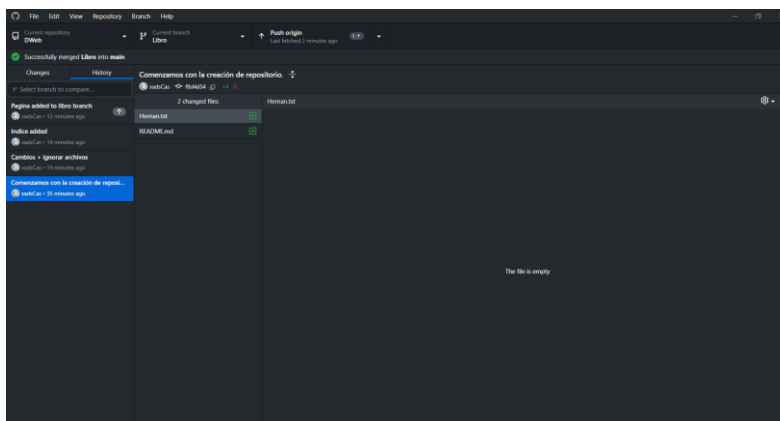 File Edit View Repository Branch Help
Current repository
DWeb
Current branch
Libro
Push origin
Last fetched 2 minutes ago
1
Successfully merged Libro into main
Changes History
Select branch to compare...
Pagina added to libro branch
xadsCas • 12 minutes ago
Indice added
xadsCas • 14 minutes ago
Cambios + ignorar archivos
xadsCas • 19 minutes ago
Comenzamos con la creación de reposi...
xadsCas • 35 minutes ago
Comenzamos con la creación de repositorio.
xadsCas f8d4d54 +4 -0
2 changed files
Hernan.txt
README.md
Hernan.txt
The file is empty